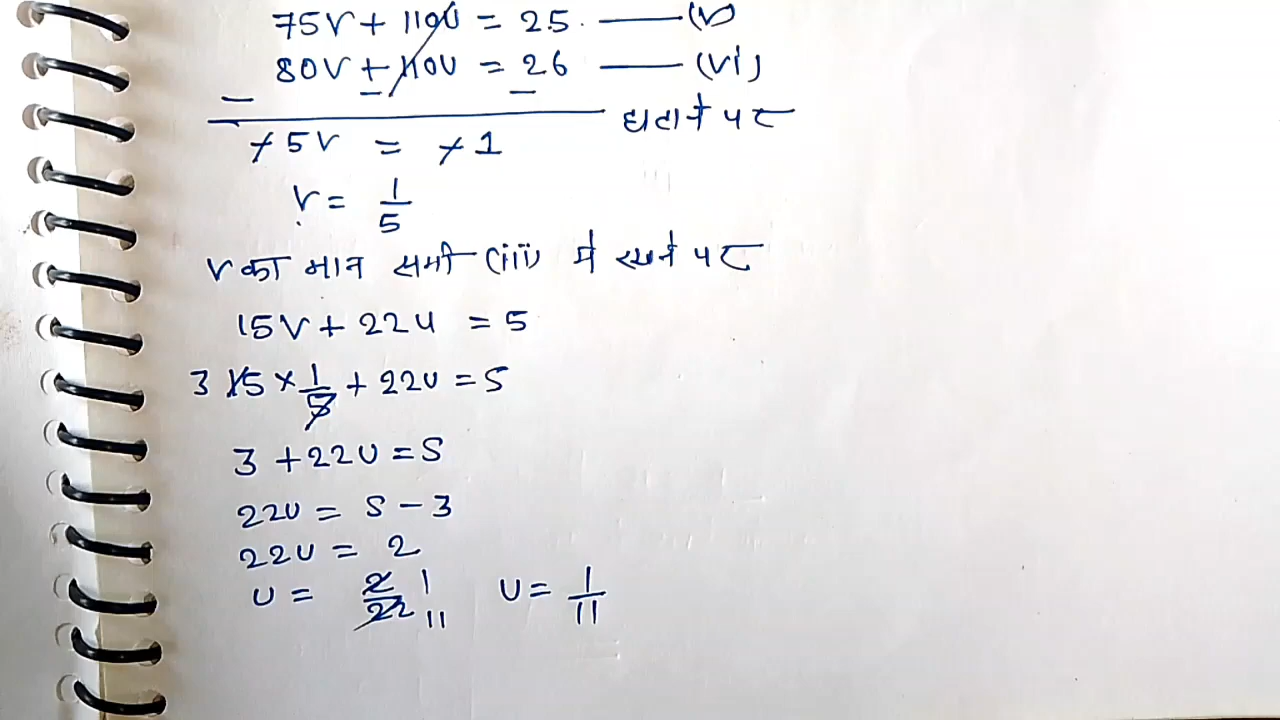 75v + 110u = 25 —— (v)
80v + 110u = 26 —— (vi)
− − −
घटाने पर
+5v = +1
v = 1/5
v का मान समी (iii) में रखने पर
15v + 22u = 5
3 15 × 1/5 + 22u = 5
3 + 22u = 5
22u = 5 − 3
22u = 2
u = 2/22 1/11 u = 1/11